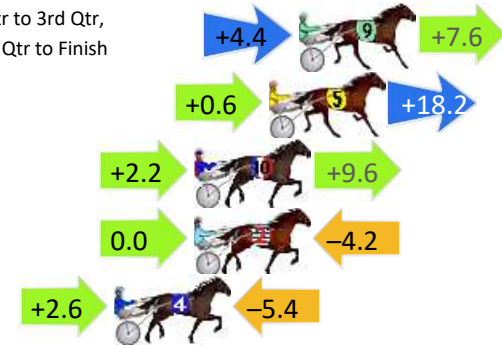 tr to 3rd Qtr,
Qtr to Finish
+4.4 9 +7.6
+0.6 5 +18.2
+2.2 10 +9.6
0.0 –4.2
+2.6 4 –5.4